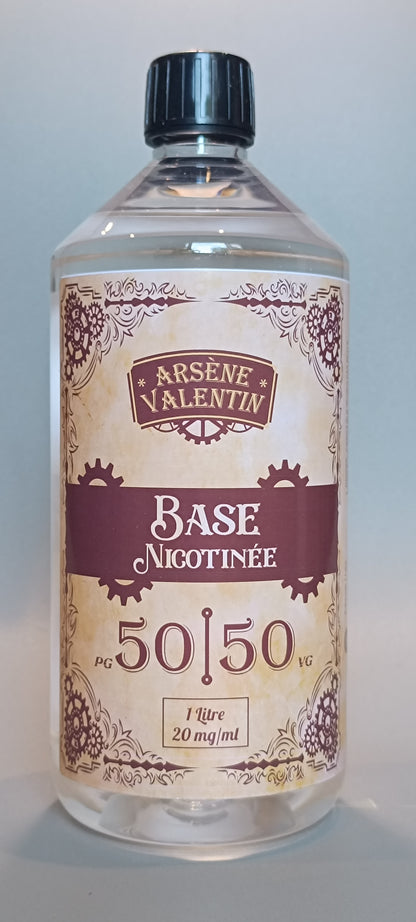 * ARSÈNE *
VALENTIN
BASE
NICOTINÉE
PG 50|50 VG
1 Litre
20 mg/ml